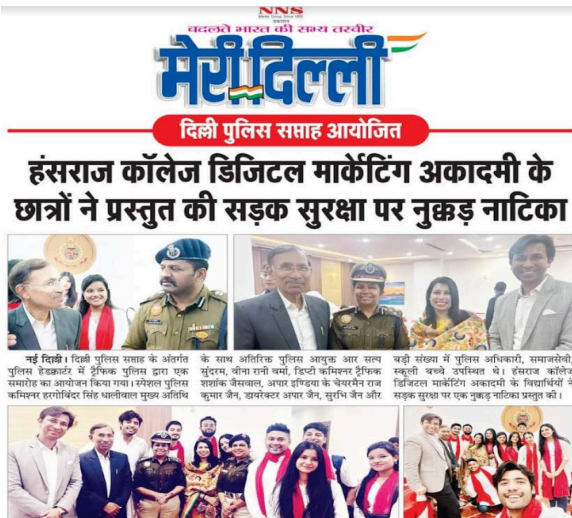 NNS
बदलते भारत की सभ्य तस्वीर
मेरी दिल्ली
दिल्ली पुलिस सप्ताह आयोजित
हंसराज कॉलेज डिजिटल मार्केटिंग अकादमी के
छात्रों ने प्रस्तुत की सड़क सुरक्षा पर नुक्कड़ नाटिका
नई दिल्ली। दिल्ली पुलिस सप्ताह के अंतर्गत
पुलिस हेडक्वार्टर में ट्रैफिक पुलिस द्वारा एक
समारोह का आयोजन किया गया। स्पेशल पुलिस
कमिश्नर हरगोबिंदर सिंह धालीवाल मुख्य अतिथि
के साथ अतिरिक्त पुलिस आयुक्त आर सत्य
सुंदरम, वीना रानी वर्मा, डिप्टी कमिश्नर ट्रैफिक
शशांक जैसवाल, अपार इण्डिया के चेयरमैन राज
कुमार जैन, डायरेक्टर अपार जैन, सुरभि जैन और
बड़ी संख्या में पुलिस अधिकारी, समाजसेवी,
स्कूली बच्चे उपस्थित थे। हंसराज कॉलेज
डिजिटल मार्केटिंग अकादमी के विद्यार्थियों ने
सड़क सुरक्षा पर एक नुक्कड़ नाटिका प्रस्तुत की।